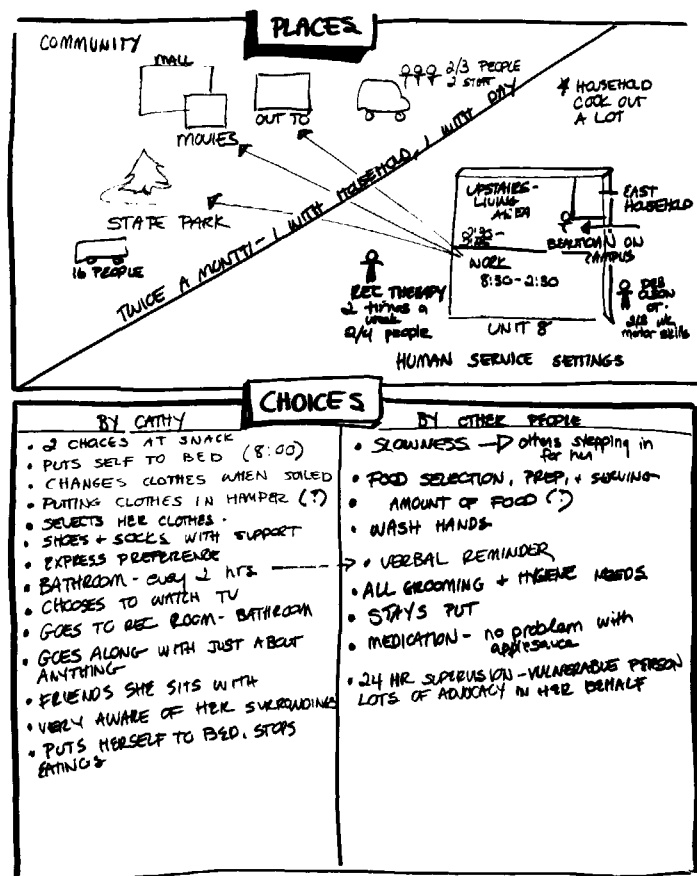 PLACES
COMMUNITY
MALL
MOVIES
OUT TO
2/3 PEOPLE
2 STAFF
* HOUSEHOLD
COOK OUT
A LOT
STATE PARK
16 PEOPLE
TWICE A MONTH - 1 WITH HOUSEHOLD, 1 WITH DAY
UPSTAIRS -
LIVING
AREA
EAST
HOUSEHOLD
BEAUTICIAN ON
CAMPUS
WORK
8:30-2:30
UNIT 8
REC THERAPY
2 times a
week
2/4 people
DEB
OT-
motor skills
HUMAN SERVICE SETTINGS
CHOICES
BY CATHY
• 2 CHOICES AT SNACK
• PUTS SELF TO BED (8:00)
• CHANGES CLOTHES WHEN SOILED
• PUTTING CLOTHES IN HAMPER (?)
• SELECTS HER CLOTHES.
• SHOES + SOCKS WITH SUPPORT
• EXPRESS PREFERENCE
• BATHROOM - every 2 hrs
• CHOOSES TO WATCH TV
• GOES TO REC ROOM - BATHROOM
• GOES ALONG WITH JUST ABOUT
ANYTHING
• FRIENDS SHE SITS WITH
• VERY AWARE OF HER SURROUNDINGS
• PUTS HERSELF TO BED, STOPS
EATINGS
BY OTHER PEOPLE
• SLOWNESS → others stepping in
for her
• FOOD SELECTION, PREP, + SERVING
• AMOUNT OF FOOD (?)
• WASH HANDS
• VERBAL REMINDER
• ALL GROOMING + HYGIENE NEEDS
• STAYS PUT
• MEDICATION - no problem with
applesauce
• 24 HR SUPERVISION - VULNERABLE PERSON
LOTS OF ADVOCACY IN HER BEHALF